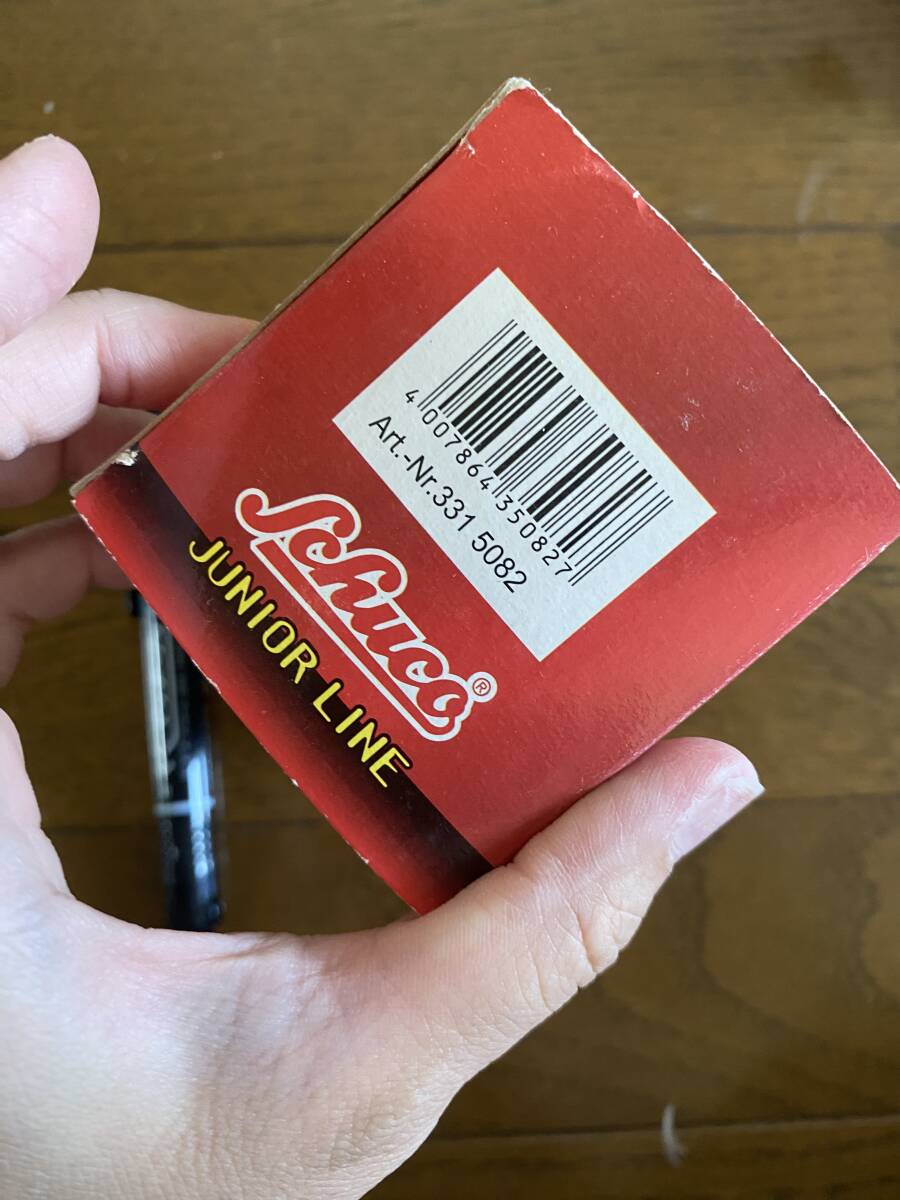 4 007864 350827
Art.-Nr.331 5082
Schuco®
JUNIOR LINE